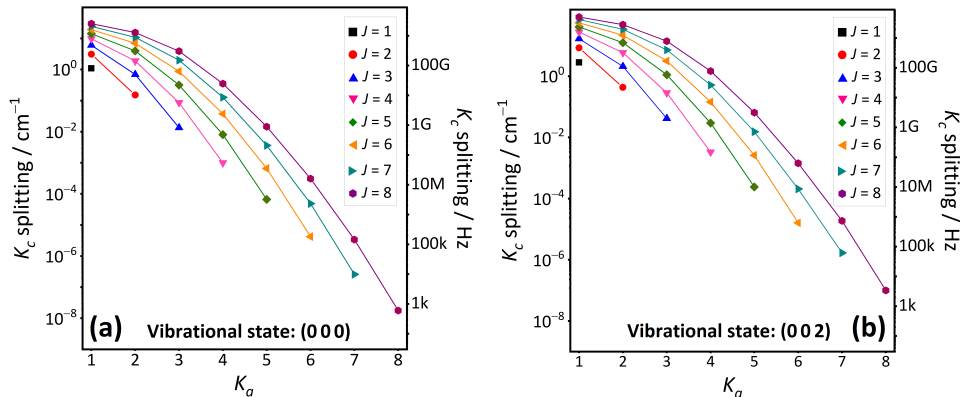 K_c splitting / cm⁻¹
10⁰
10⁻²
10⁻⁴
10⁻⁶
10⁻⁸
J = 1
J = 2
J = 3
J = 4
J = 5
J = 6
J = 7
J = 8
100G
1G
10M
100k
1k
K_c splitting / Hz
(a)
Vibrational state: (0 0 0)
1 2 3 4 5 6 7 8
K_a
K_c splitting / cm⁻¹
10⁰
10⁻²
10⁻⁴
10⁻⁶
10⁻⁸
J = 1
J = 2
J = 3
J = 4
J = 5
J = 6
J = 7
J = 8
100G
1G
10M
100k
1k
K_c splitting / Hz
Vibrational state: (0 0 2)
(b)
1 2 3 4 5 6 7 8
K_a